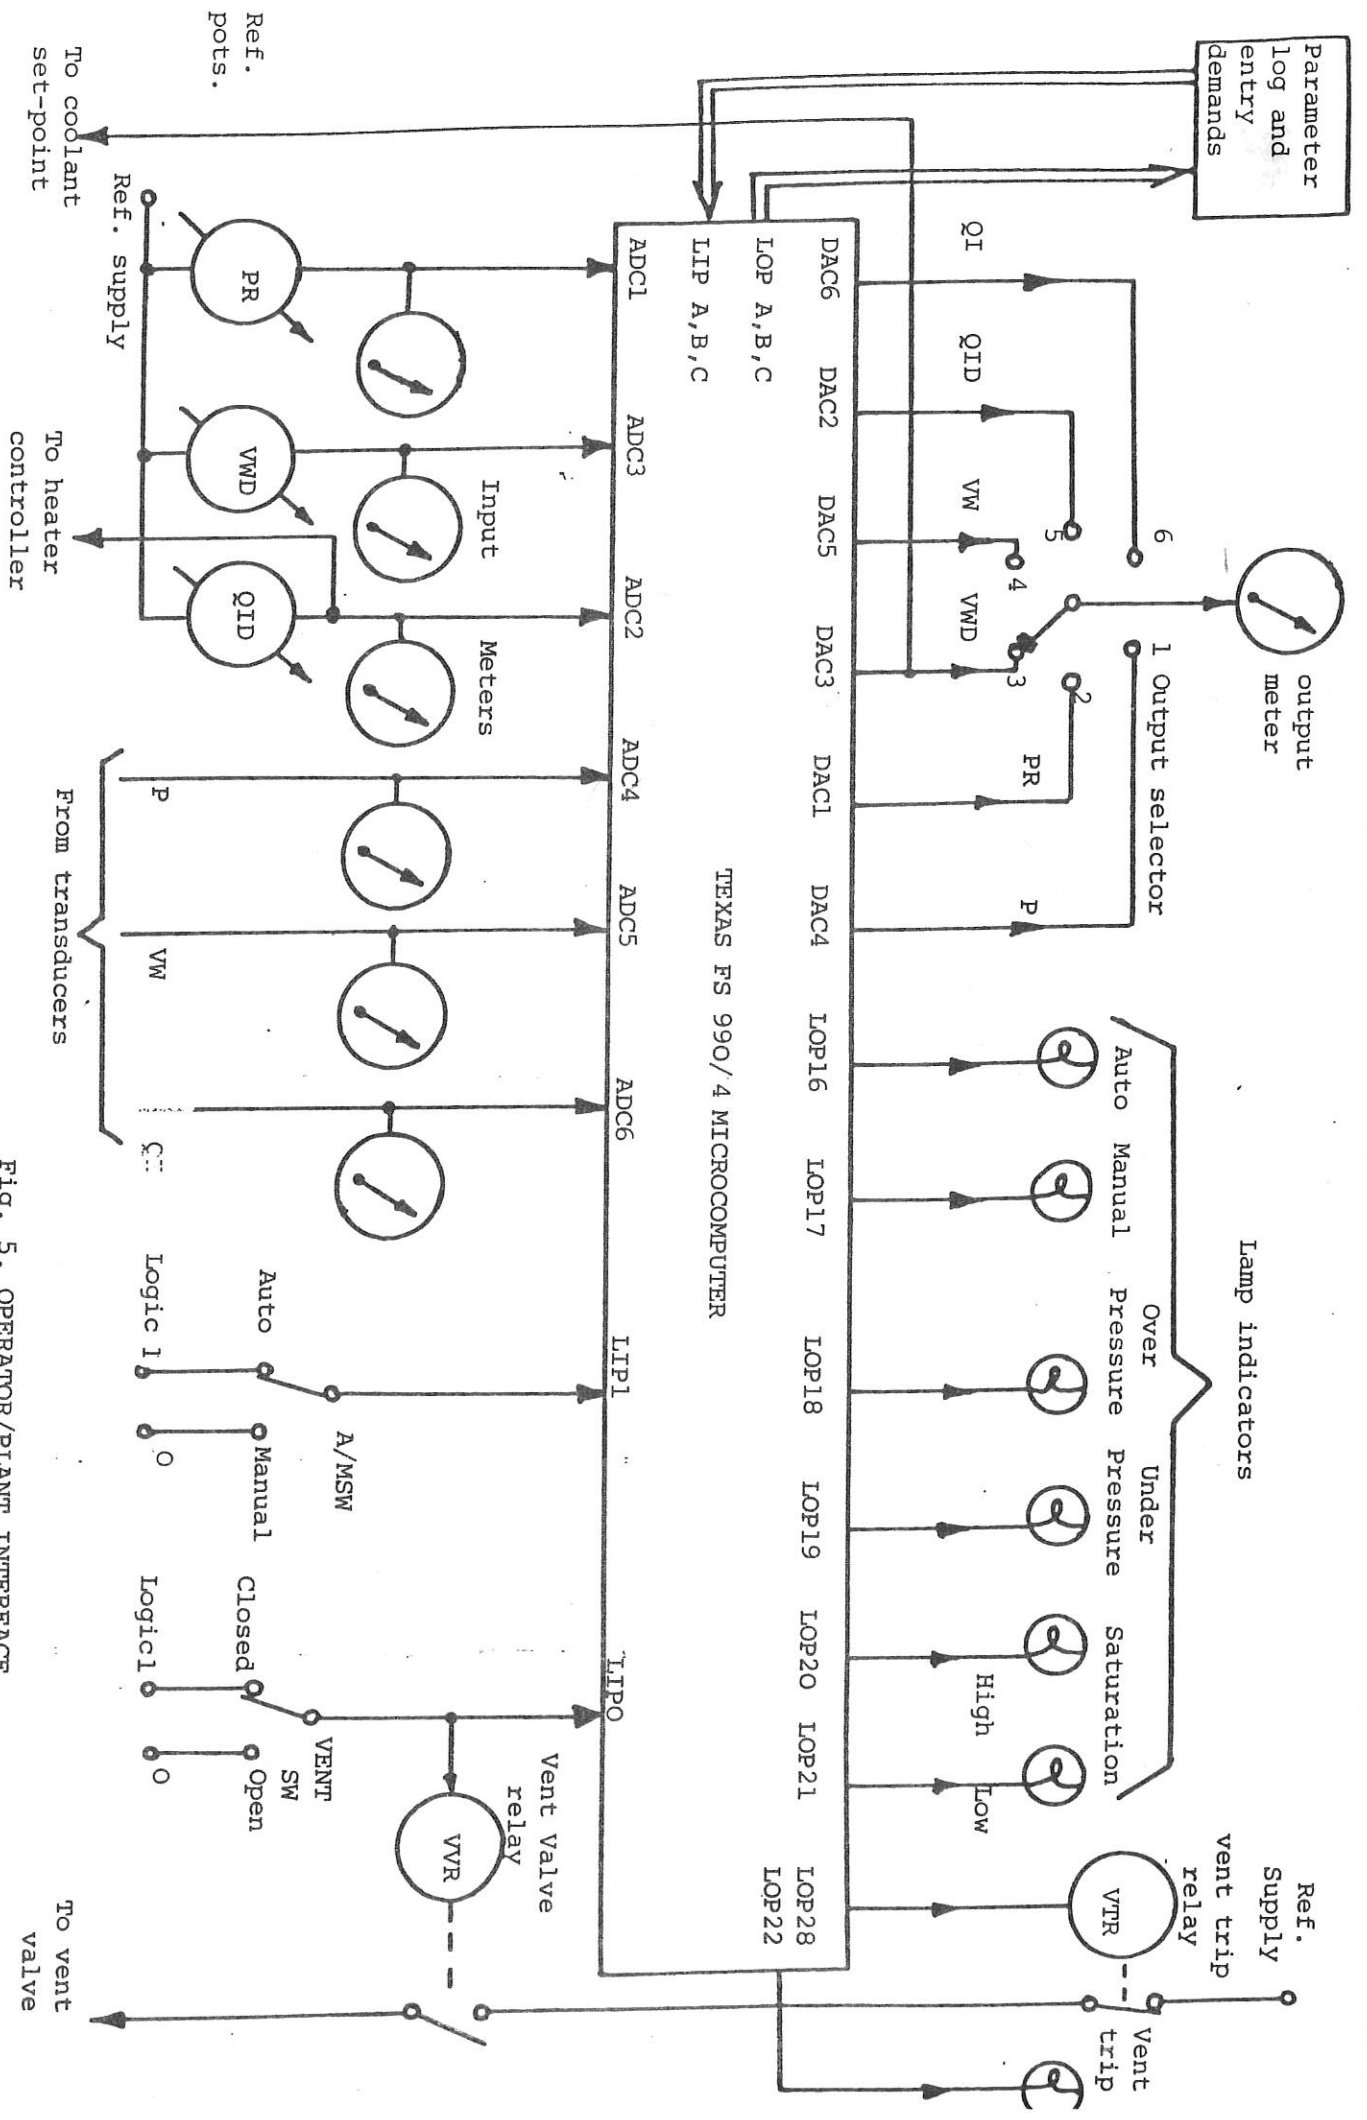 Parameter
log and
entry
demands
output
meter
Output selector
6
5
4
3
2
1
QI
QID
VW
VWD
PR
P
Lamp indicators
Auto
Manual
Over
Pressure
Under
Pressure
Saturation
High
Low
Ref.
Supply
vent trip
relay
VTR
Vent
trip
DAC6
DAC2
DAC5
DAC3
DAC1
DAC4
LOP16
LOP17
LOP18
LOP19
LOP20
LOP21
LOP28
LOP22
LOP A,B,C
LIP A,B,C
TEXAS FS 990/4 MICROCOMPUTER
ADC1
ADC3
ADC2
ADC4
ADC5
ADC6
LIP1
LIPO
Input
Meters
Ref.
pots.
PR
VWD
QID
Ref. supply
To coolant
set-point
To heater
controller
P
VW
From transducers
A/MSW
Auto
Manual
Logic 1
O
VENT
SW
Closed
Open
Logic1
O
Vent Valve
relay
VVR
To vent
valve
Fig. 5. OPERATOR/PLANT INTERFACE